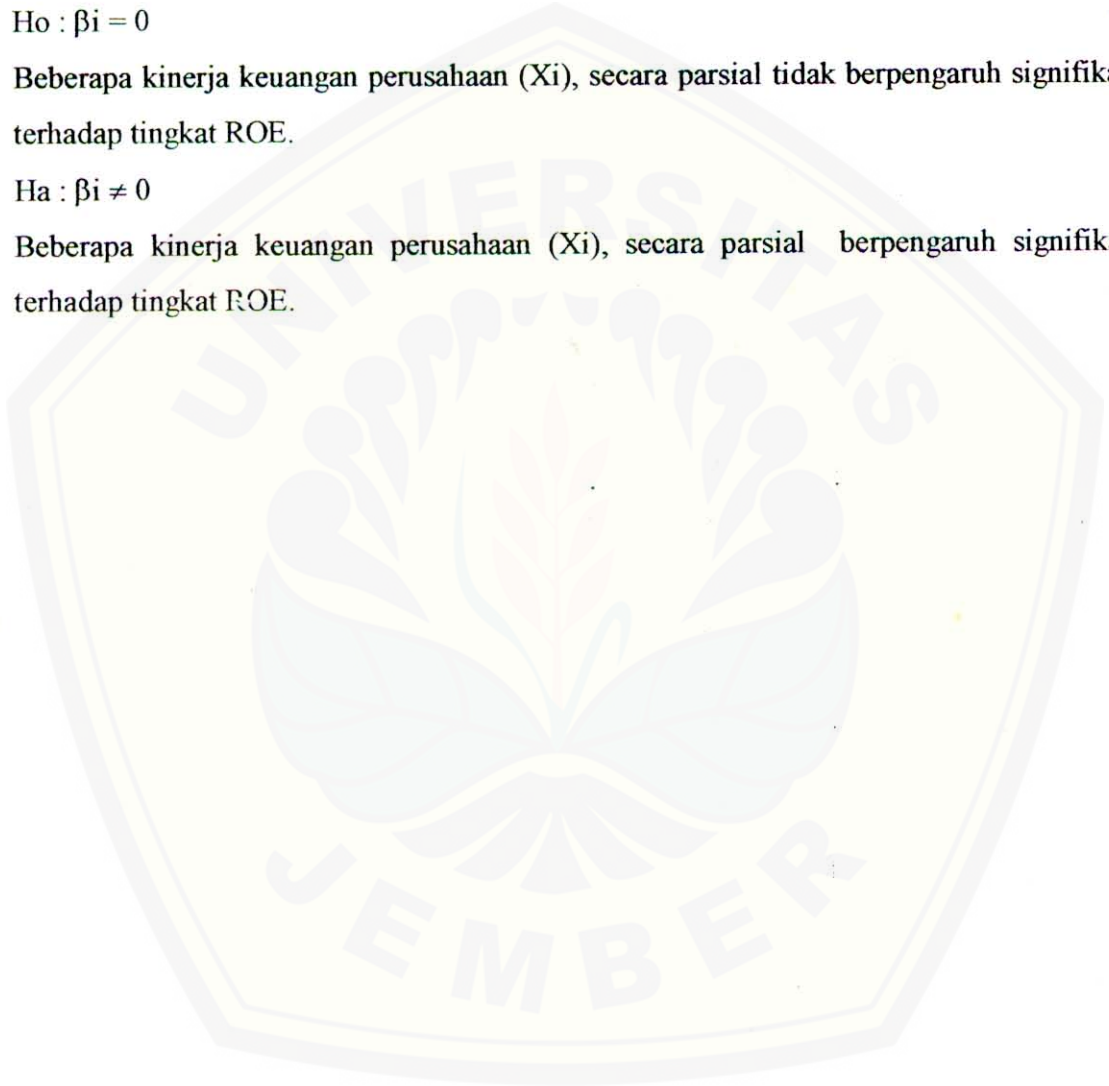 Ho : βi = 0
Beberapa kinerja keuangan perusahaan (Xi), secara parsial tidak berpengaruh signifik
terhadap tingkat ROE.
Ha : βi ≠ 0
Beberapa kinerja keuangan perusahaan (Xi), secara parsial berpengaruh signifik
terhadap tingkat ROE.
UNIVERSITAS
JEMBER